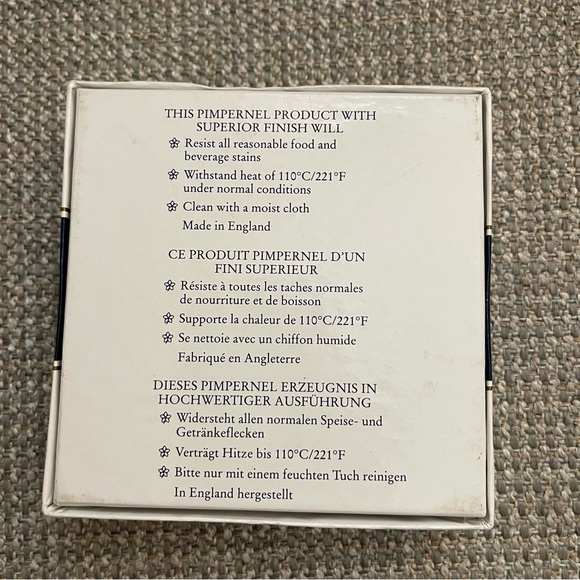 THIS PIMPERNEL PRODUCT WITH
SUPERIOR FINISH WILL
Resist all reasonable food and
beverage stains
Withstand heat of 110°C/221°F
under normal conditions
Clean with a moist cloth
Made in England
CE PRODUIT PIMPERNEL D'UN
FINI SUPERIEUR
Résiste à toutes les taches normales
de nourriture et de boisson
Supporte la chaleur de 110°C/221°F
Se nettoie avec un chiffon humide
Fabriqué en Angleterre
DIESES PIMPERNEL ERZEUGNIS IN
HOCHWERTIGER AUSFÜHRUNG
Widersteht allen normalen Speise- und
Getränkeflecken
Verträgt Hitze bis 110°C/221°F
Bitte nur mit einem feuchten Tuch reinigen
In England hergestellt